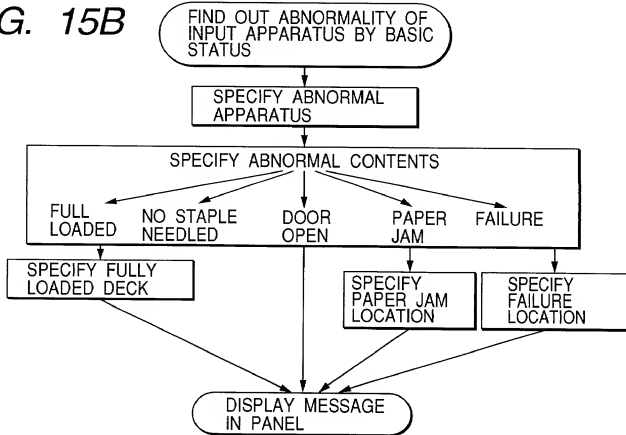 G. 15B
FIND OUT ABNORMALITY OF
INPUT APPARATUS BY BASIC
STATUS
SPECIFY ABNORMAL
APPARATUS
SPECIFY ABNORMAL CONTENTS
FULL
LOADED
NO STAPLE
NEEDLED
DOOR
OPEN
PAPER
JAM
FAILURE
SPECIFY FULLY
LOADED DECK
SPECIFY
PAPER JAM
LOCATION
SPECIFY
FAILURE
LOCATION
DISPLAY MESSAGE
IN PANEL